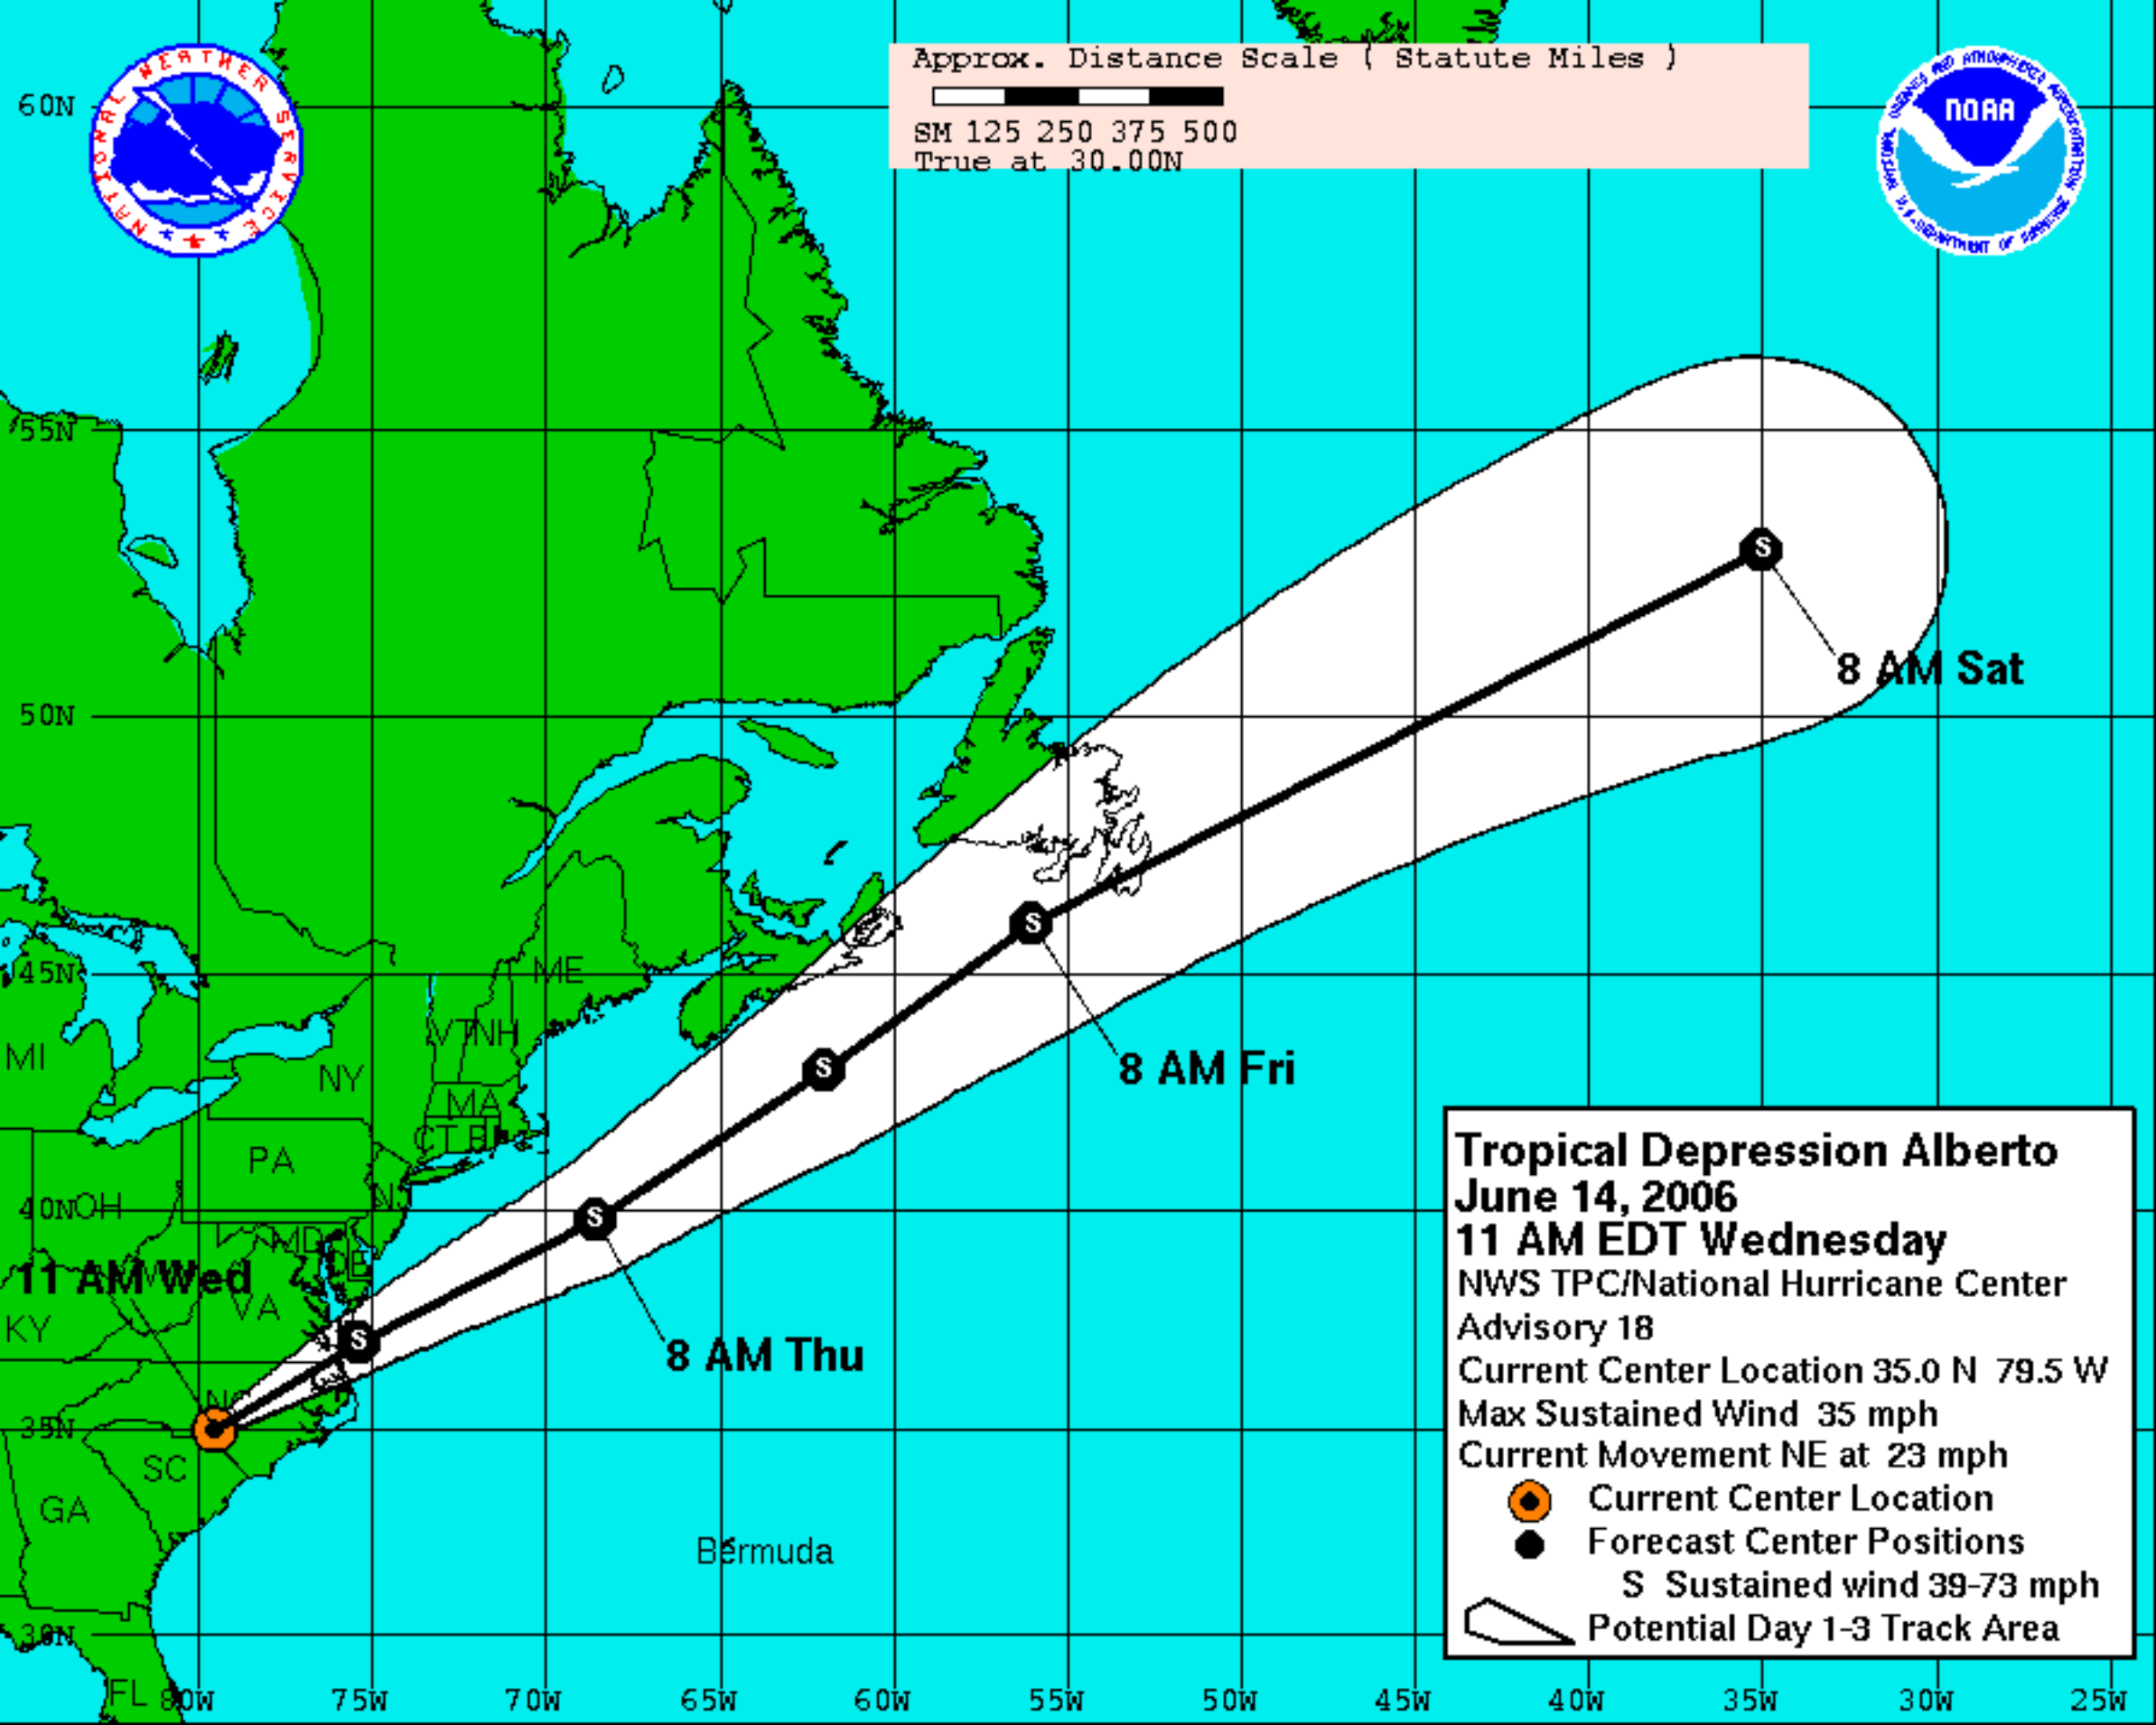 NATIONAL WEATHER SERVICE
Approx. Distance Scale ( Statute Miles )
SM 125 250 375 500
True at 30.00N
NOAA
60N
55N
50N
45N
40N
35N
30N
ME
VT NH
MI
NY
MA
CT RI
PA
NJ
OH
MD
DE
11 AM Wed
VA
KY
NC
SC
GA
FL
Bermuda
8 AM Sat
8 AM Fri
8 AM Thu
Tropical Depression Alberto
June 14, 2006
11 AM EDT Wednesday
NWS TPC/National Hurricane Center
Advisory 18
Current Center Location 35.0 N 79.5 W
Max Sustained Wind 35 mph
Current Movement NE at 23 mph
Current Center Location
Forecast Center Positions
S Sustained wind 39-73 mph
Potential Day 1-3 Track Area
S
S
S
S
S
80W 75W 70W 65W 60W 55W 50W 45W 40W 35W 30W 25W